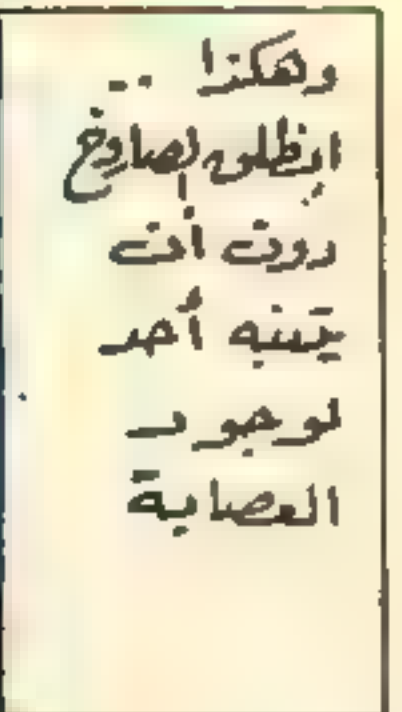 وهكذا ..
انطلق الصاروخ
دون أن
يتنبه أحد
لوجود
العصابة